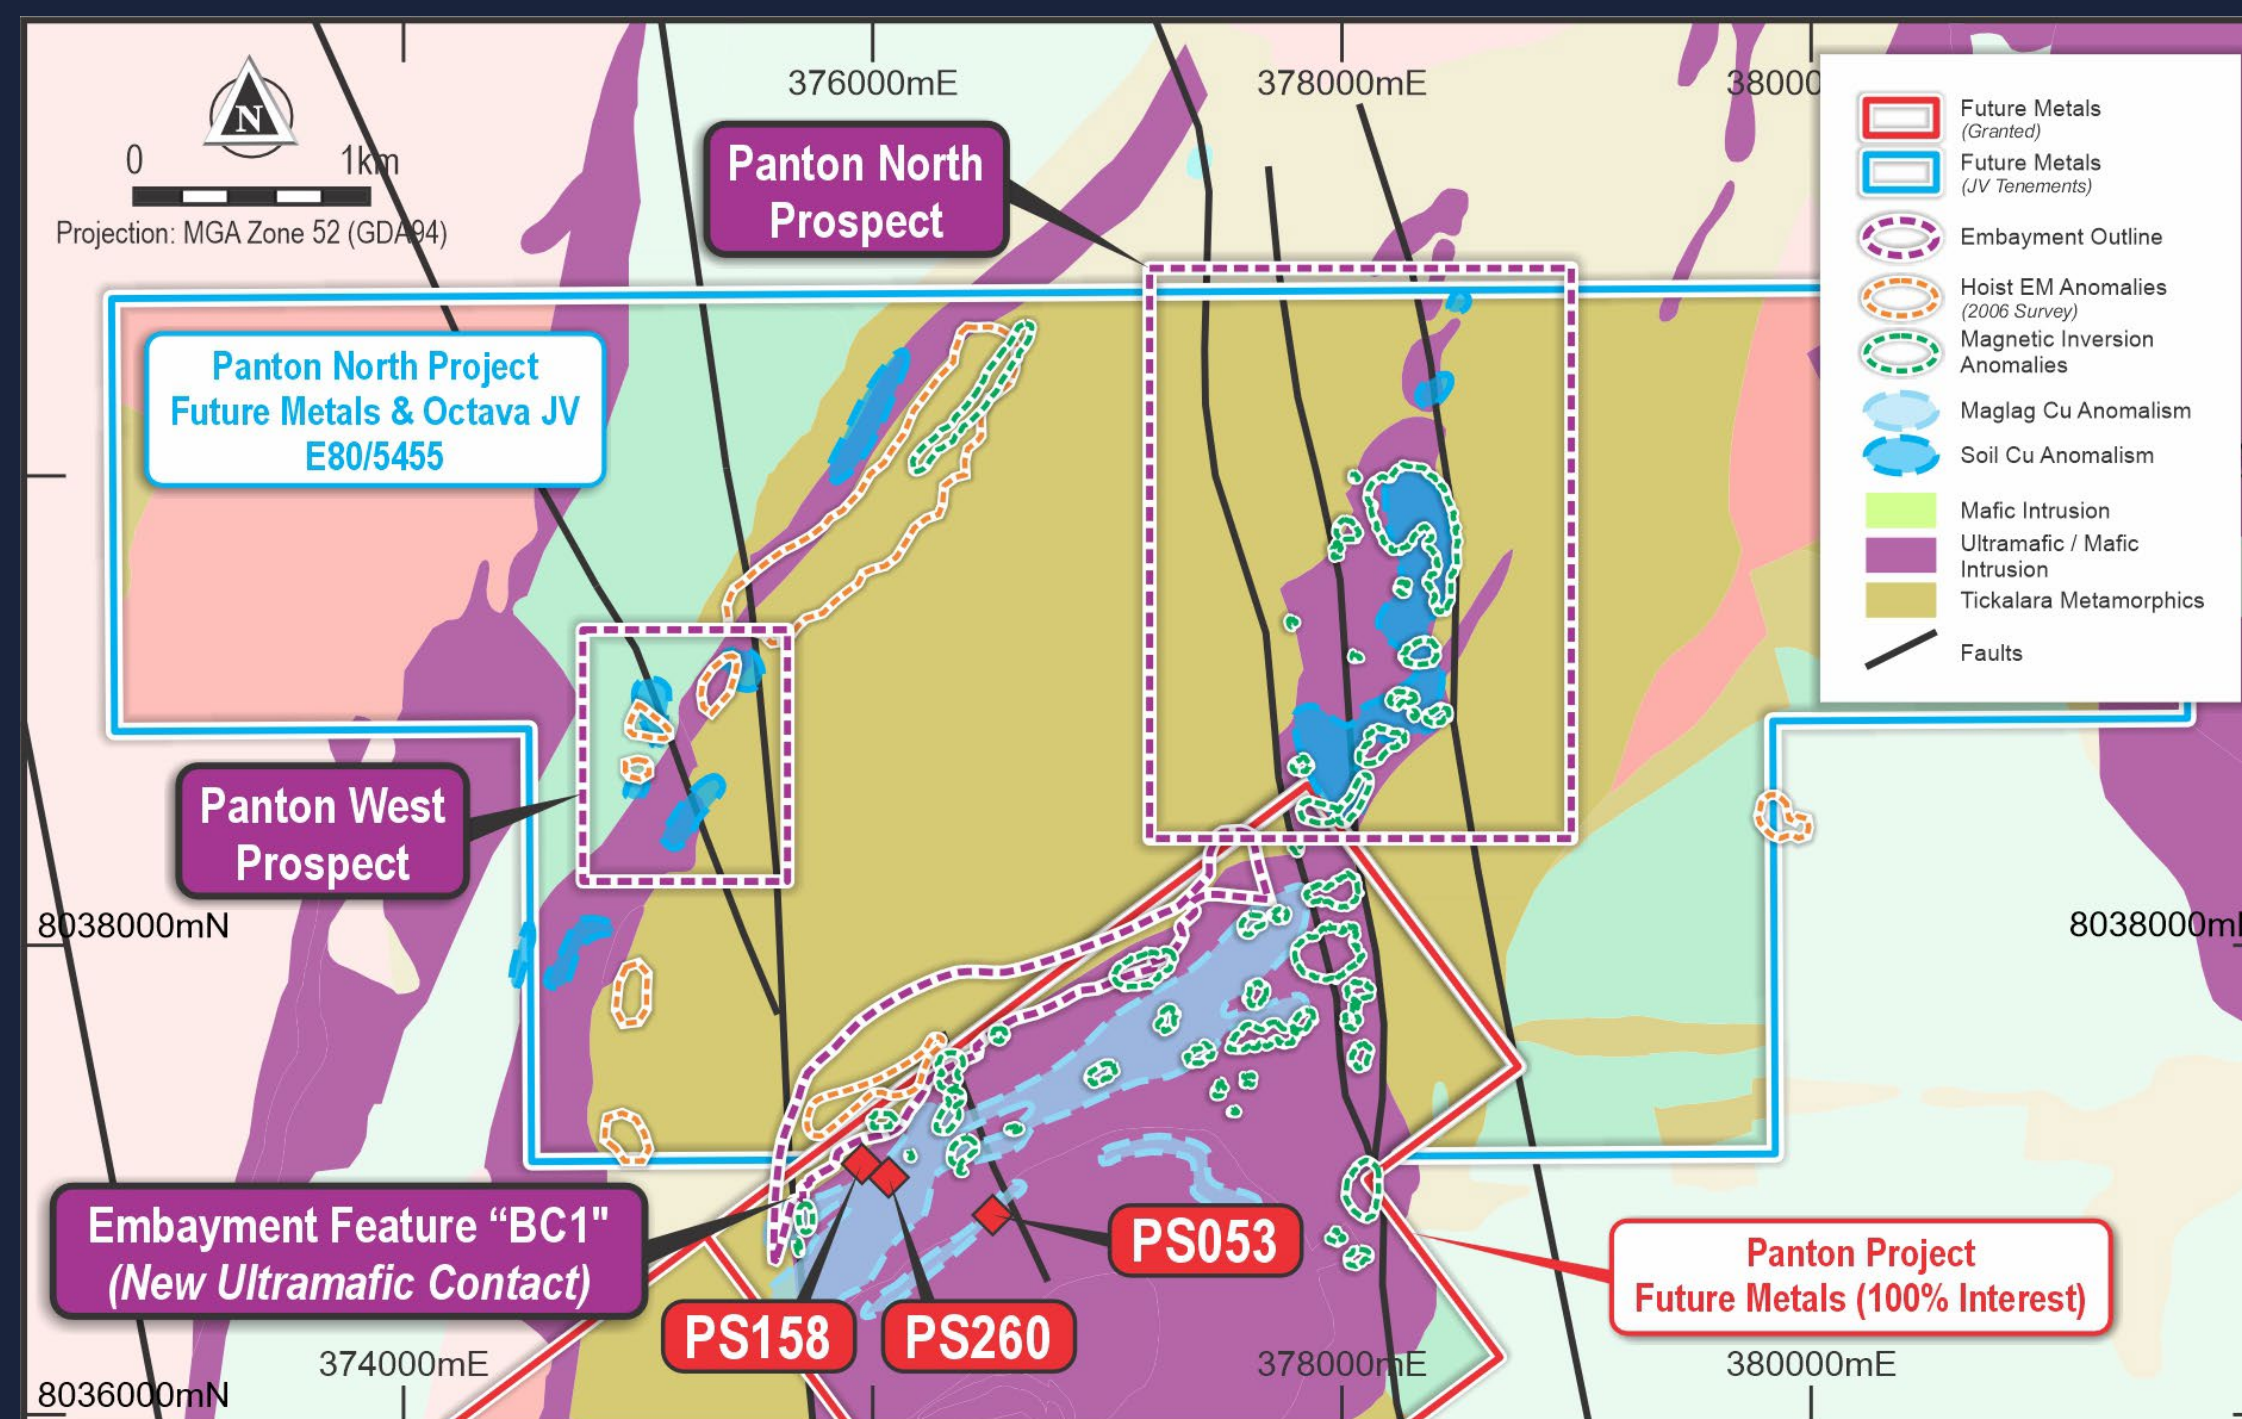 376000mE
378000mE
38000
N
0
1km
Projection: MGA Zone 52 (GDA94)
Panton North
Prospect
Panton North Project
Future Metals & Octava JV
E80/5455
Future Metals
(Granted)
Future Metals
(JV Tenements)
Embayment Outline
Hoist EM Anomalies
(2006 Survey)
Magnetic Inversion
Anomalies
Maglag Cu Anomalism
Soil Cu Anomalism
Mafic Intrusion
Ultramafic / Mafic
Intrusion
Tickalara Metamorphics
Faults
Panton West
Prospect
8038000mN
8038000m
Embayment Feature “BC1"
(New Ultramafic Contact)
PS053
PS158
PS260
Panton Project
Future Metals (100% Interest)
374000mE
378000mE
380000mE
8036000mN